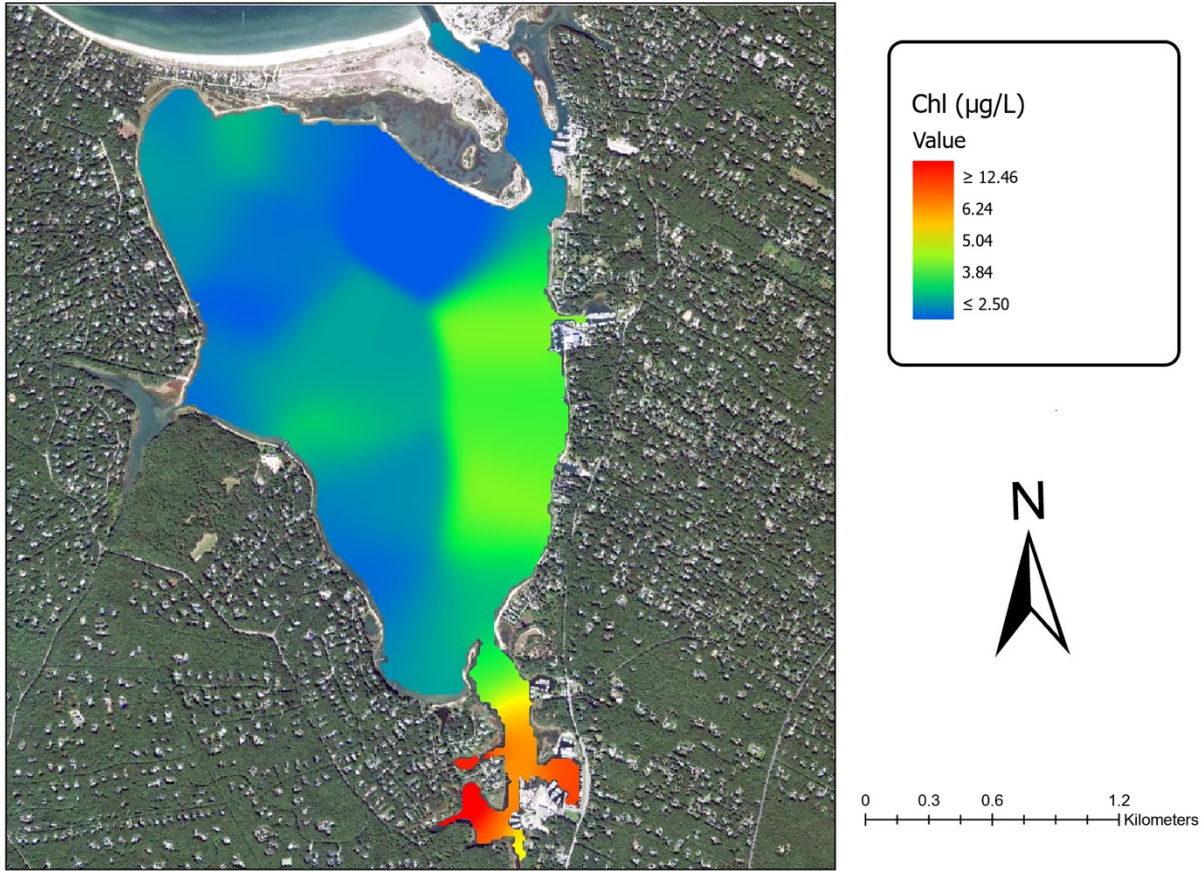 Chl (µg/L)
Value
≥ 12.46
6.24
5.04
3.84
≤ 2.50
N
0 0.3 0.6 1.2
Kilometers